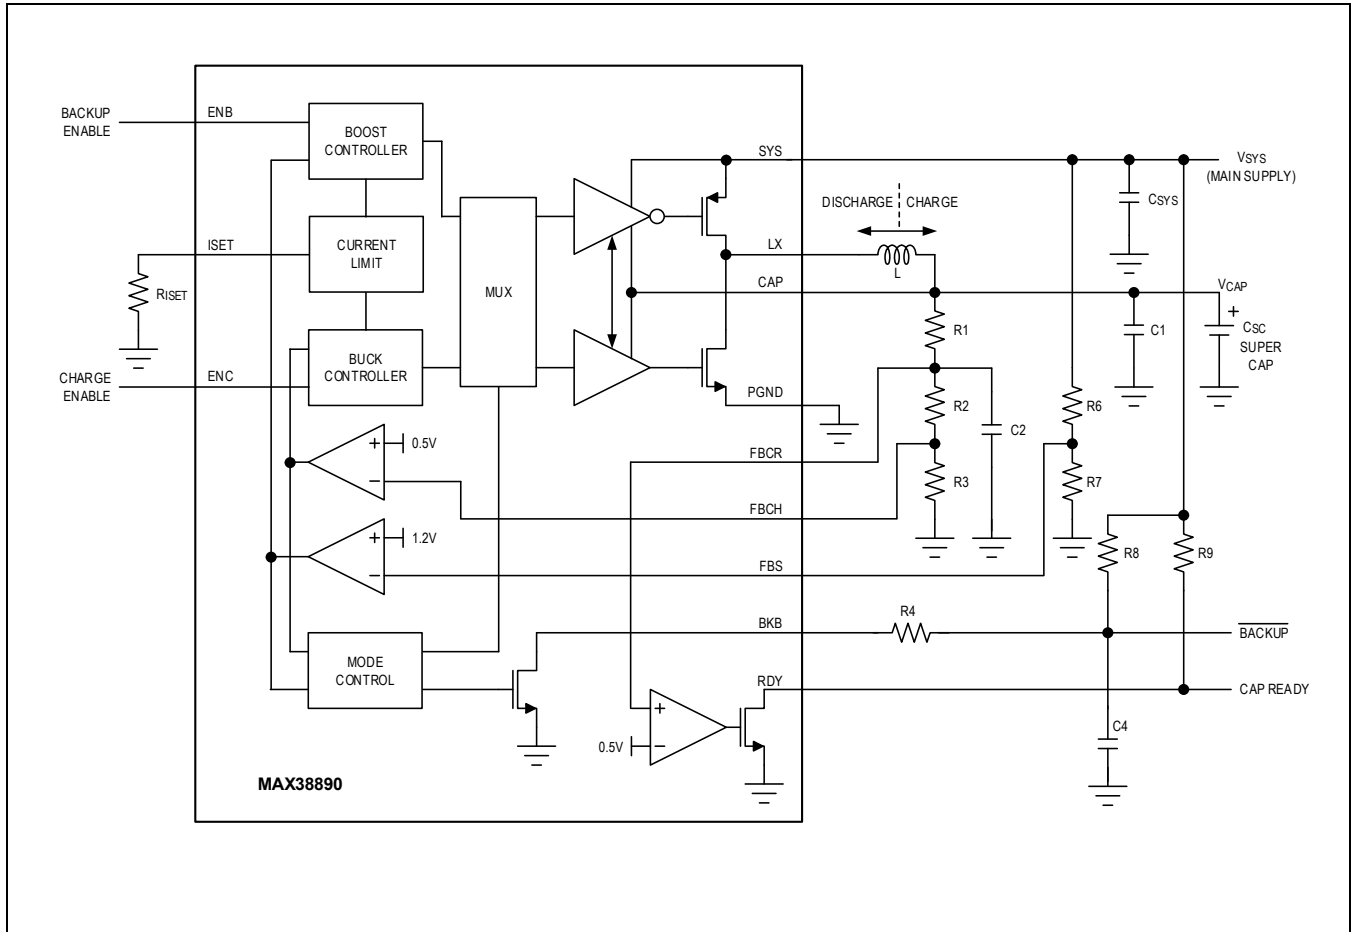 BACKUP
ENABLE
ENB
BOOST
CONTROLLER
SYS
VSYS
(MAIN SUPPLY)
DISCHARGE
CHARGE
CSYS
ISET
CURRENT
LIMIT
LX
L
MUX
CAP
VCAP
RISET
R1
C1
+
CSC
SUPER
CAP
BUCK
CONTROLLER
CHARGE
ENABLE
ENC
PGND
R2
C2
R6
+
0.5V
FBCR
−
R3
R7
FBCH
+
1.2V
R8
R9
−
FBS
R4
BKB
BACKUP
MODE
CONTROL
RDY
CAP READY
+
0.5V
−
C4
MAX38890